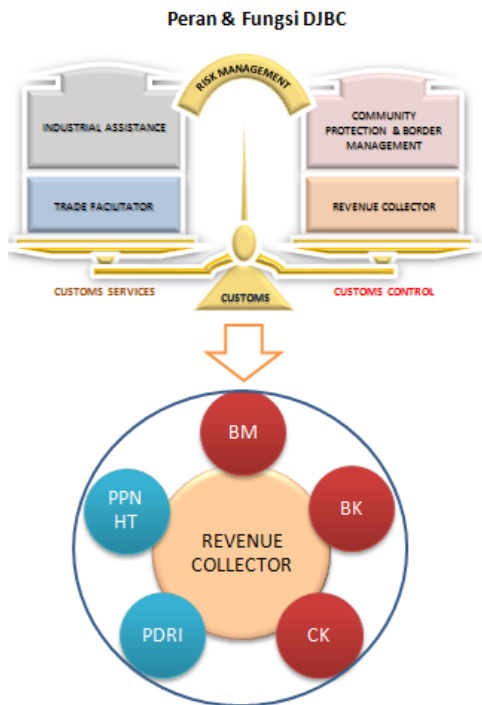 Peran & Fungsi DJBC
RISK MANAGEMENT
INDUSTRIAL ASSISTANCE
COMMUNITY
PROTECTION & BORDER
MANAGEMENT
TRADE FACILITATOR
REVENUE COLLECTOR
CUSTOMS SERVICES
CUSTOMS
CUSTOMS CONTROL
BM
PPN
HT
BK
REVENUE
COLLECTOR
PDRI
CK